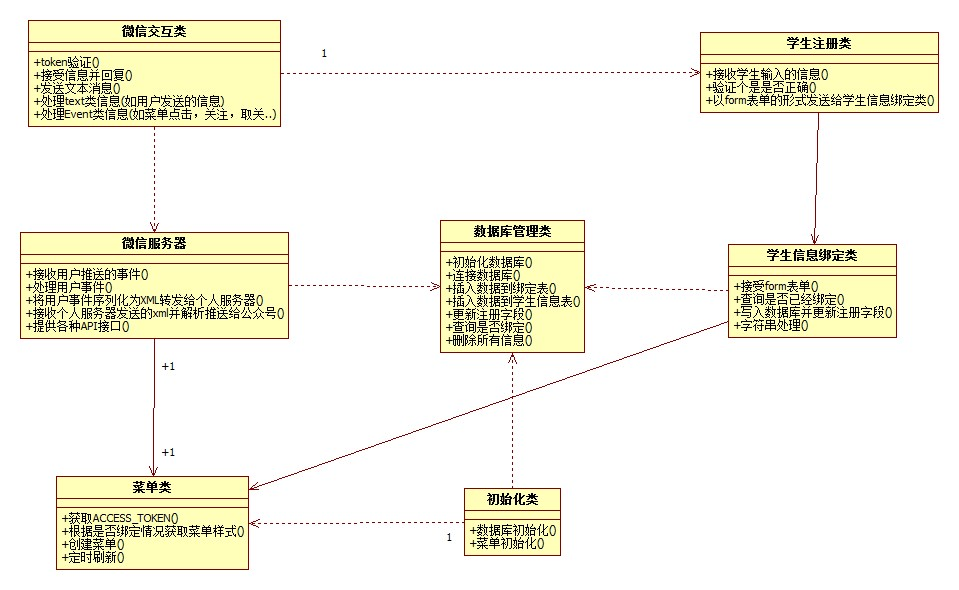 微信交互类
+token验证()
+接受信息并回复()
+发送文本消息()
+处理text类信息(如用户发送的信息)
+处理Event类信息(如菜单点击，关注，取关..)
1
学生注册类
+接收学生输入的信息()
+验证个是是否正确()
+以form表单的形式发送给学生信息绑定类()
微信服务器
+接收用户推送的事件()
+处理用户事件()
+将用户事件序列化为XML转发给个人服务器()
+接收个人服务器发送的xml并解析推送给公众号()
+提供各种API接口()
数据库管理类
+初始化数据库()
+连接数据库()
+插入数据到绑定表()
+插入数据到学生信息表()
+更新注册字段()
+查询是否绑定()
+删除所有信息()
学生信息绑定类
+接受form表单()
+查询是否已经绑定()
+写入数据库并更新注册字段()
+字符串处理()
+1
+1
菜单类
+获取ACCESS_TOKEN()
+根据是否绑定情况获取菜单样式()
+创建菜单()
+定时刷新()
1
初始化类
+数据库初始化()
+菜单初始化()